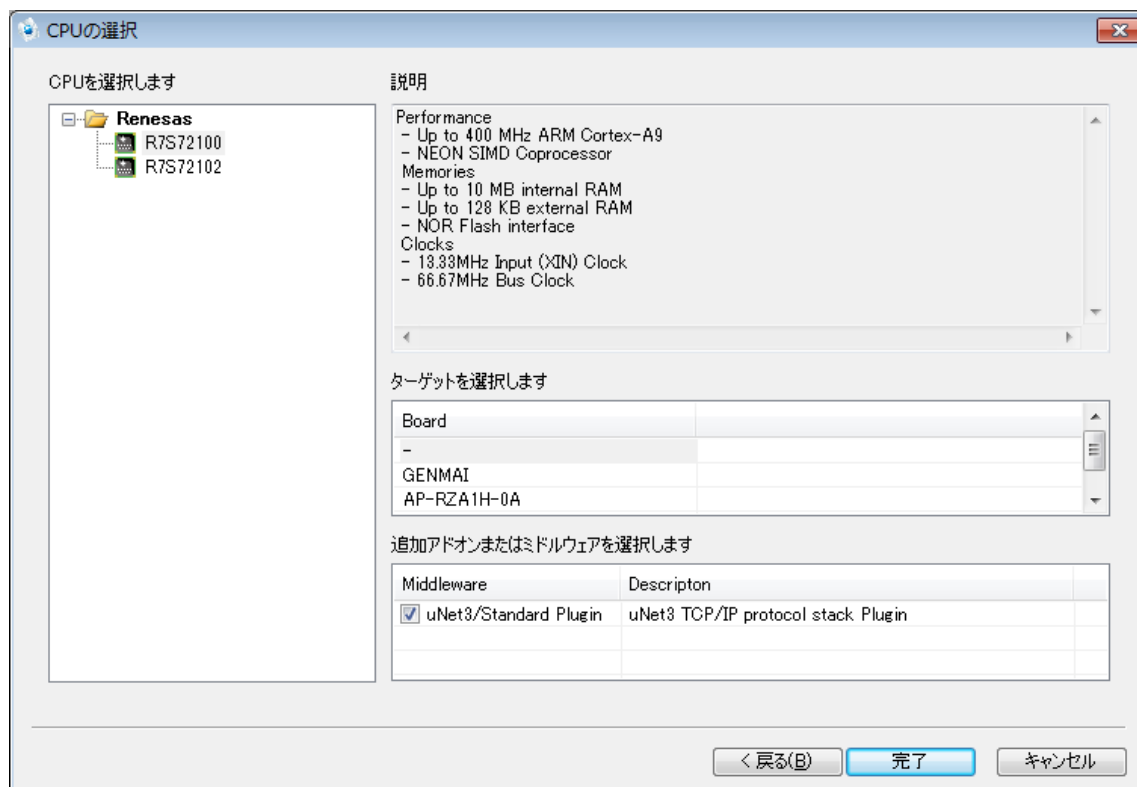 CPUの選択
CPUを選択します
Renesas
R7S72100
R7S72102
説明
Performance
- Up to 400 MHz ARM Cortex-A9
- NEON SIMD Coprocessor
Memories
- Up to 10 MB internal RAM
- Up to 128 KB external RAM
- NOR Flash interface
Clocks
- 13.33MHz Input (XIN) Clock
- 66.67MHz Bus Clock
ターゲットを選択します
Board
-
GENMAI
AP-RZA1H-0A
追加アドオンまたはミドルウェアを選択します
Middleware Descripton
uNet3/Standard Plugin uNet3 TCP/IP protocol stack Plugin
< 戻る(B) 完了 キャンセル